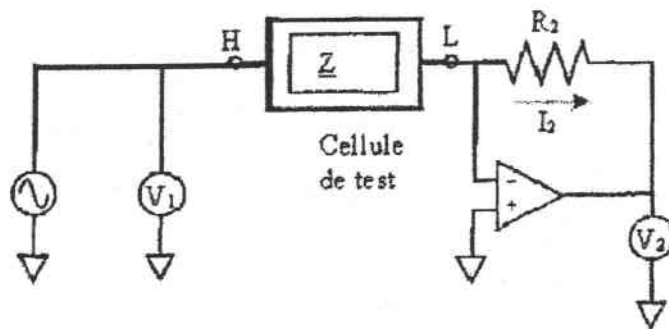 H
Z
L
R₂
I₂
Cellule
de test
V₁
-
+
V₂